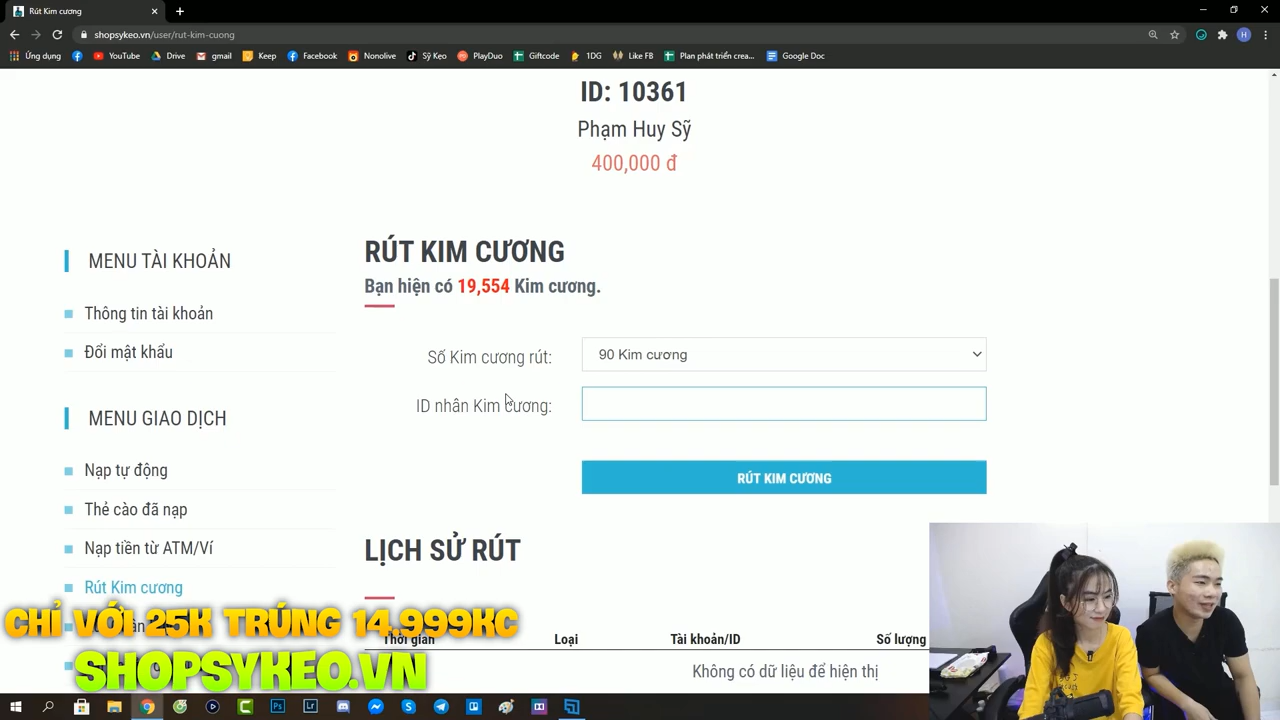 Rút Kim cương
shopsykeo.vn/user/rut-kim-cuong
H
Ứng dụng
YouTube
Drive
gmail
Keep
Facebook
Nonolive
Sỹ Kẹo
PlayDuo
Giftcode
1DG
Like FB
Plan phát triển crea...
Google Doc
ID: 10361
Phạm Huy Sỹ
400,000 đ
MENU TÀI KHOẢN
Thông tin tài khoản
Đổi mật khẩu
MENU GIAO DỊCH
Nạp tự động
Thẻ cào đã nạp
Nạp tiền từ ATM/Ví
Rút Kim cương
RÚT KIM CƯƠNG
Bạn hiện có 19,554 Kim cương.
Số Kim cương rút:
90 Kim cương
ID nhân Kim cương:
RÚT KIM CƯƠNG
LỊCH SỬ RÚT
Thời gian Loại Tài khoản/ID Số lượng
Không có dữ liệu để hiện thị
CHỈ VỚI 25K TRÚNG 14.999KC
SHOPSYKEO.VN